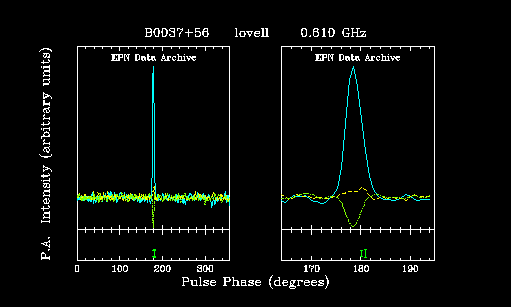 B0037+56 lovell 0.610 GHz
EPN Data Archive EPN Data Archive
P.A. Intensity (arbitrary units)
0 100 200 300 170 180 190
Pulse Phase (degrees)